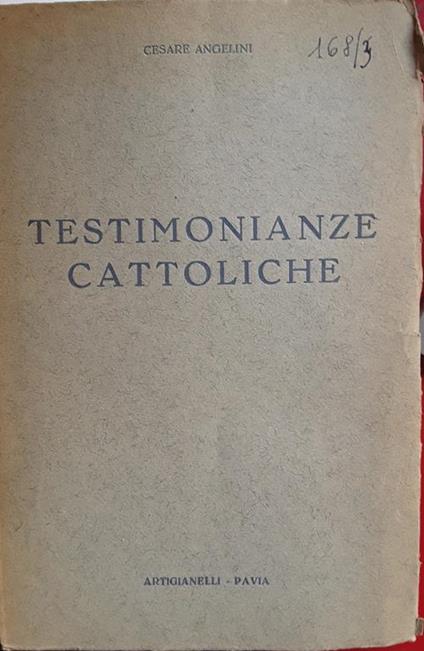 CESARE ANGELINI
168/3
TESTIMONIANZE
CATTOLICHE
ARTIGIANELLI - PAVIA